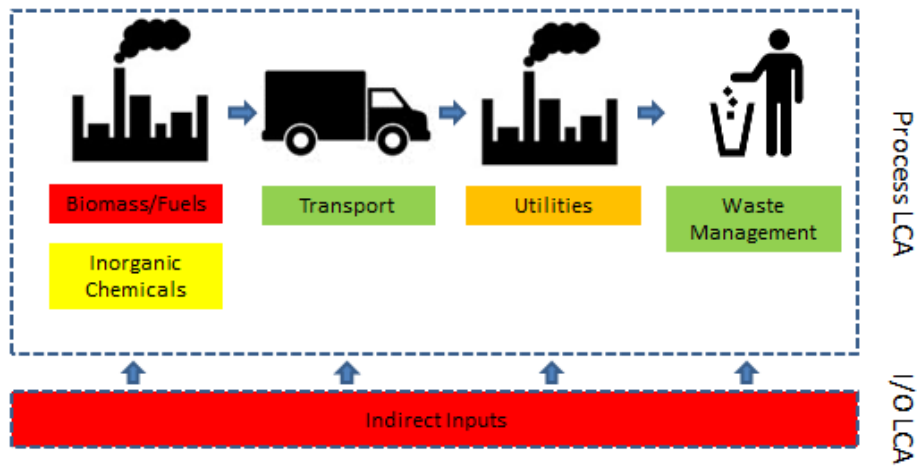 Biomass/Fuels
Transport
Utilities
Waste
Management
Inorganic
Chemicals
Process LCA
Indirect Inputs
I/O LCA